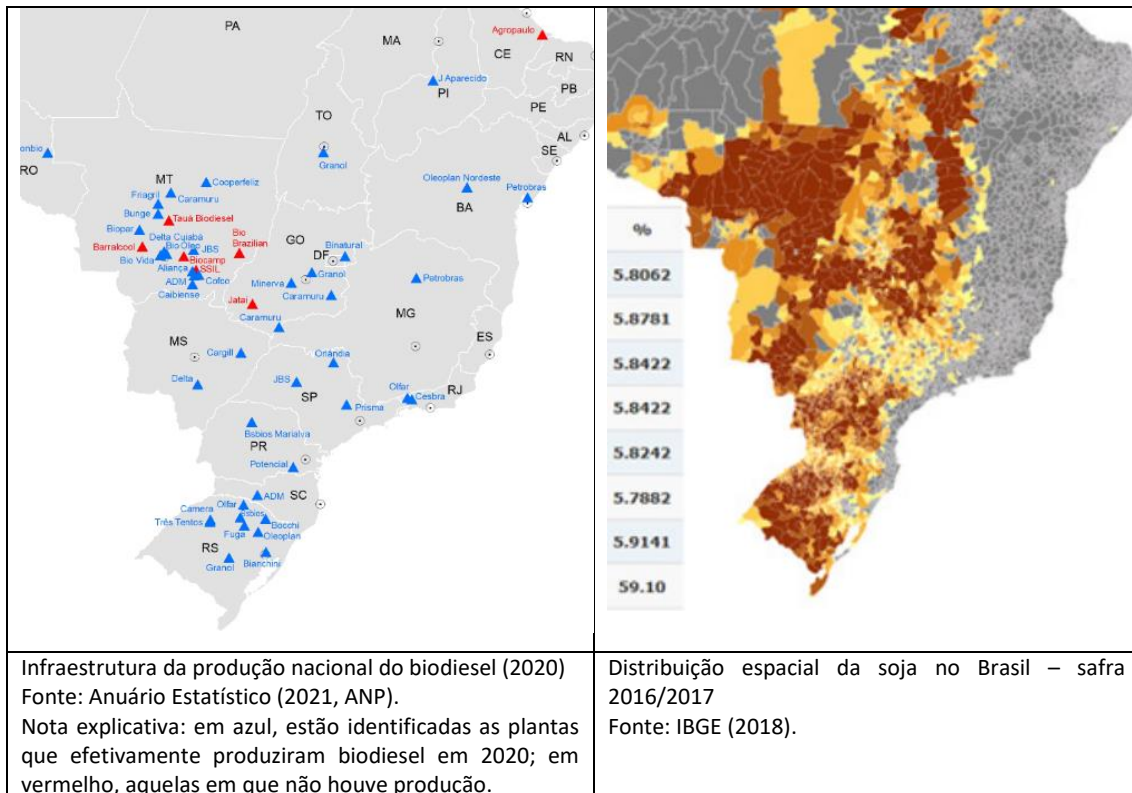 PA
MA
CE
Agropaulo
RN
PB
PE
AL
SE
J Aparecido
PI
TO
Granol
RO
MT
Cooperfeliz
Friagril
Caramuru
Bunge
Tauá Biodiesel
Biopar
Delta Cuiabá
Bio Óleo
JBS
Barralcool
Bio Vida
Biocamp
Bio
Brazilian
Aliança
SSIL
ADM
Cofco
Caibiense
Oleoplan Nordeste
Petrobras
BA
GO
DF
Binatural
Granol
Minerva
Caramuru
Petrobras
Jataí
Caramuru
MG
ES
MS
Cargill
Onândia
Delta
JBS
SP
Olfar
Cesbra
RJ
Prisma
Bsbios Marialva
PR
Potencial
ADM
SC
Olfar
Camera
Bsbios
Três Tentos
Bocchi
Fuga
Oleoplan
RS
Bianchini
Granol
%
5.8062
5.8781
5.8422
5.8422
5.8242
5.7882
5.9141
59.10
Infraestrutura da produção nacional do biodiesel (2020)
Fonte: Anuário Estatístico (2021, ANP).
Nota explicativa: em azul, estão identificadas as plantas
que efetivamente produziram biodiesel em 2020; em
vermelho, aquelas em que não houve produção.
Distribuição espacial da soja no Brasil – safra
2016/2017
Fonte: IBGE (2018).